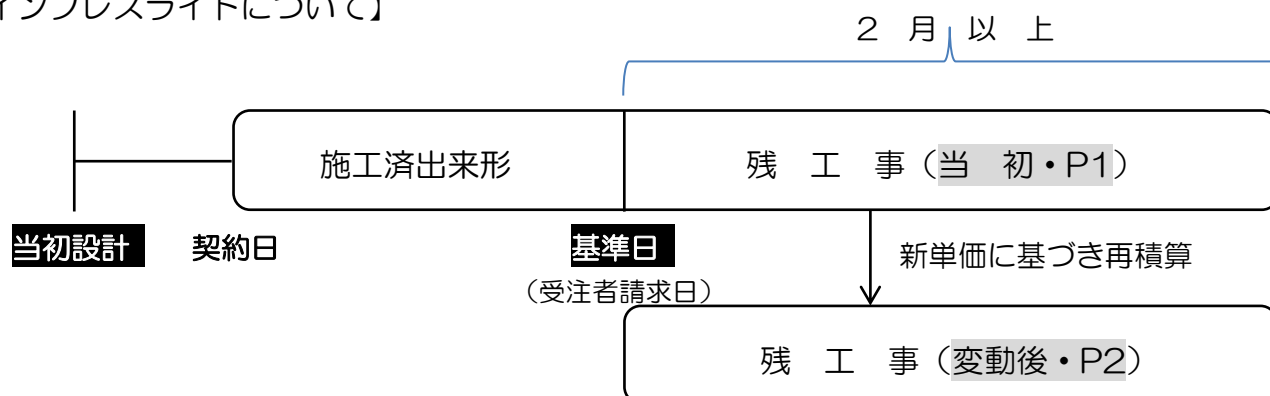 インフレスライドについて】
２ 月 以 上
施工済出来形
残 工 事（当 初・P1）
当初設計 契約日 基準日
新単価に基づき再積算
（受注者請求日）
残 工 事（変動後・P2）